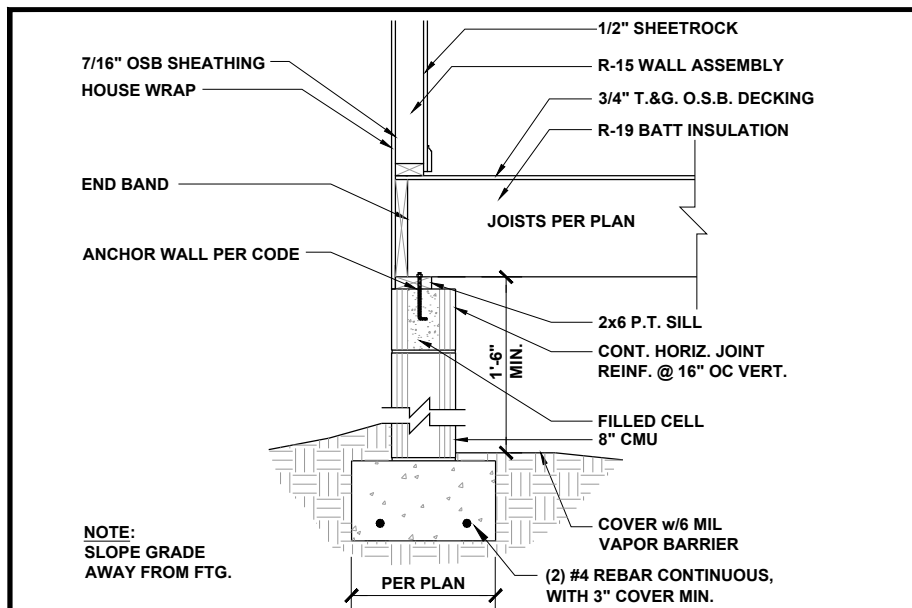 1/2" SHEETROCK
7/16" OSB SHEATHING
R-15 WALL ASSEMBLY
HOUSE WRAP
3/4" T.&G. O.S.B. DECKING
R-19 BATT INSULATION
END BAND
JOISTS PER PLAN
ANCHOR WALL PER CODE
2x6 P.T. SILL
1'-6"
MIN.
CONT. HORIZ. JOINT
REINF. @ 16" OC VERT.
FILLED CELL
8" CMU
COVER w/6 MIL
VAPOR BARRIER
NOTE:
SLOPE GRADE
AWAY FROM FTG.
PER PLAN
(2) #4 REBAR CONTINUOUS,
WITH 3" COVER MIN.